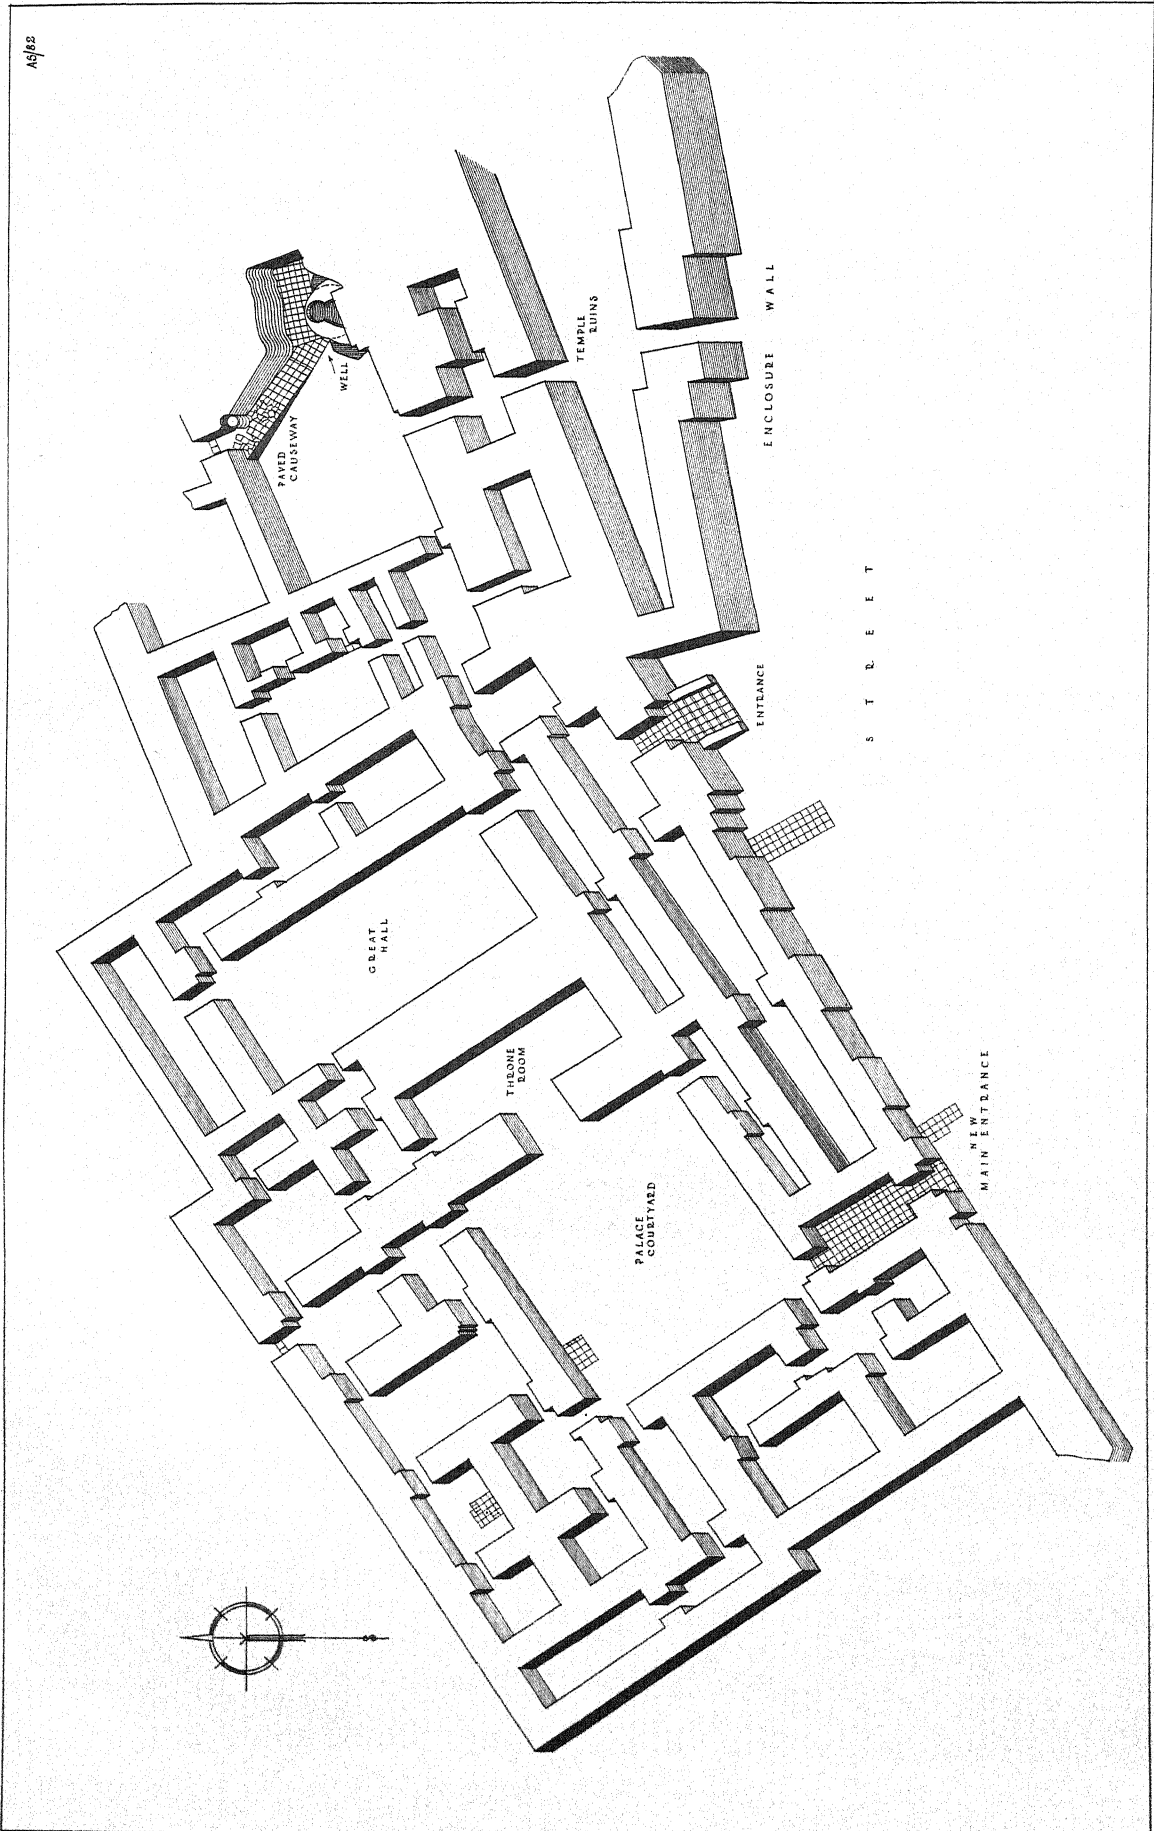 A5/82
PAVED
CAUSEWAY
WELL
TEMPLE
RUINS
ENCLOSURE WALL
GREAT
HALL
ENTRANCE
STREET
THRONE
ROOM
PALACE
COURTYARD
NEW
MAIN ENTRANCE
S